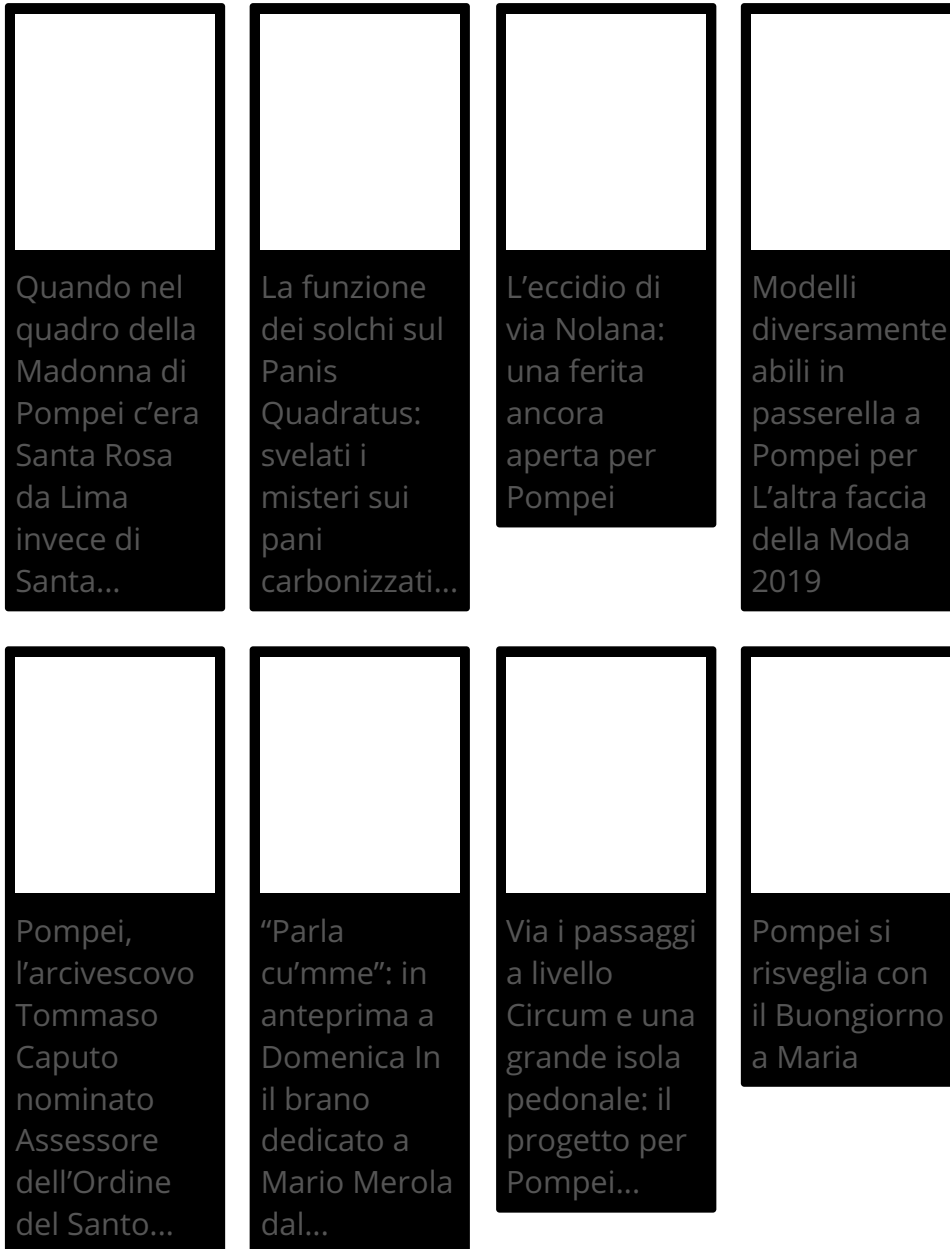 Quando nel
quadro della
Madonna di
Pompei c’era
Santa Rosa
da Lima
invece di
Santa...
La funzione
dei solchi sul
Panis
Quadratus:
svelati i
misteri sui
pani
carbonizzati...
L’eccidio di
via Nolana:
una ferita
ancora
aperta per
Pompei
Modelli
diversamente
abili in
passerella a
Pompei per
L’altra faccia
della Moda
2019
Pompei,
l’arcivescovo
Tommaso
Caputo
nominato
Assessore
dell’Ordine
del Santo...
“Parla
cu’mme”: in
anteprima a
Domenica In
il brano
dedicato a
Mario Merola
dal...
Via i passaggi
a livello
Circum e una
grande isola
pedonale: il
progetto per
Pompei...
Pompei si
risveglia con
il Buongiorno
a Maria